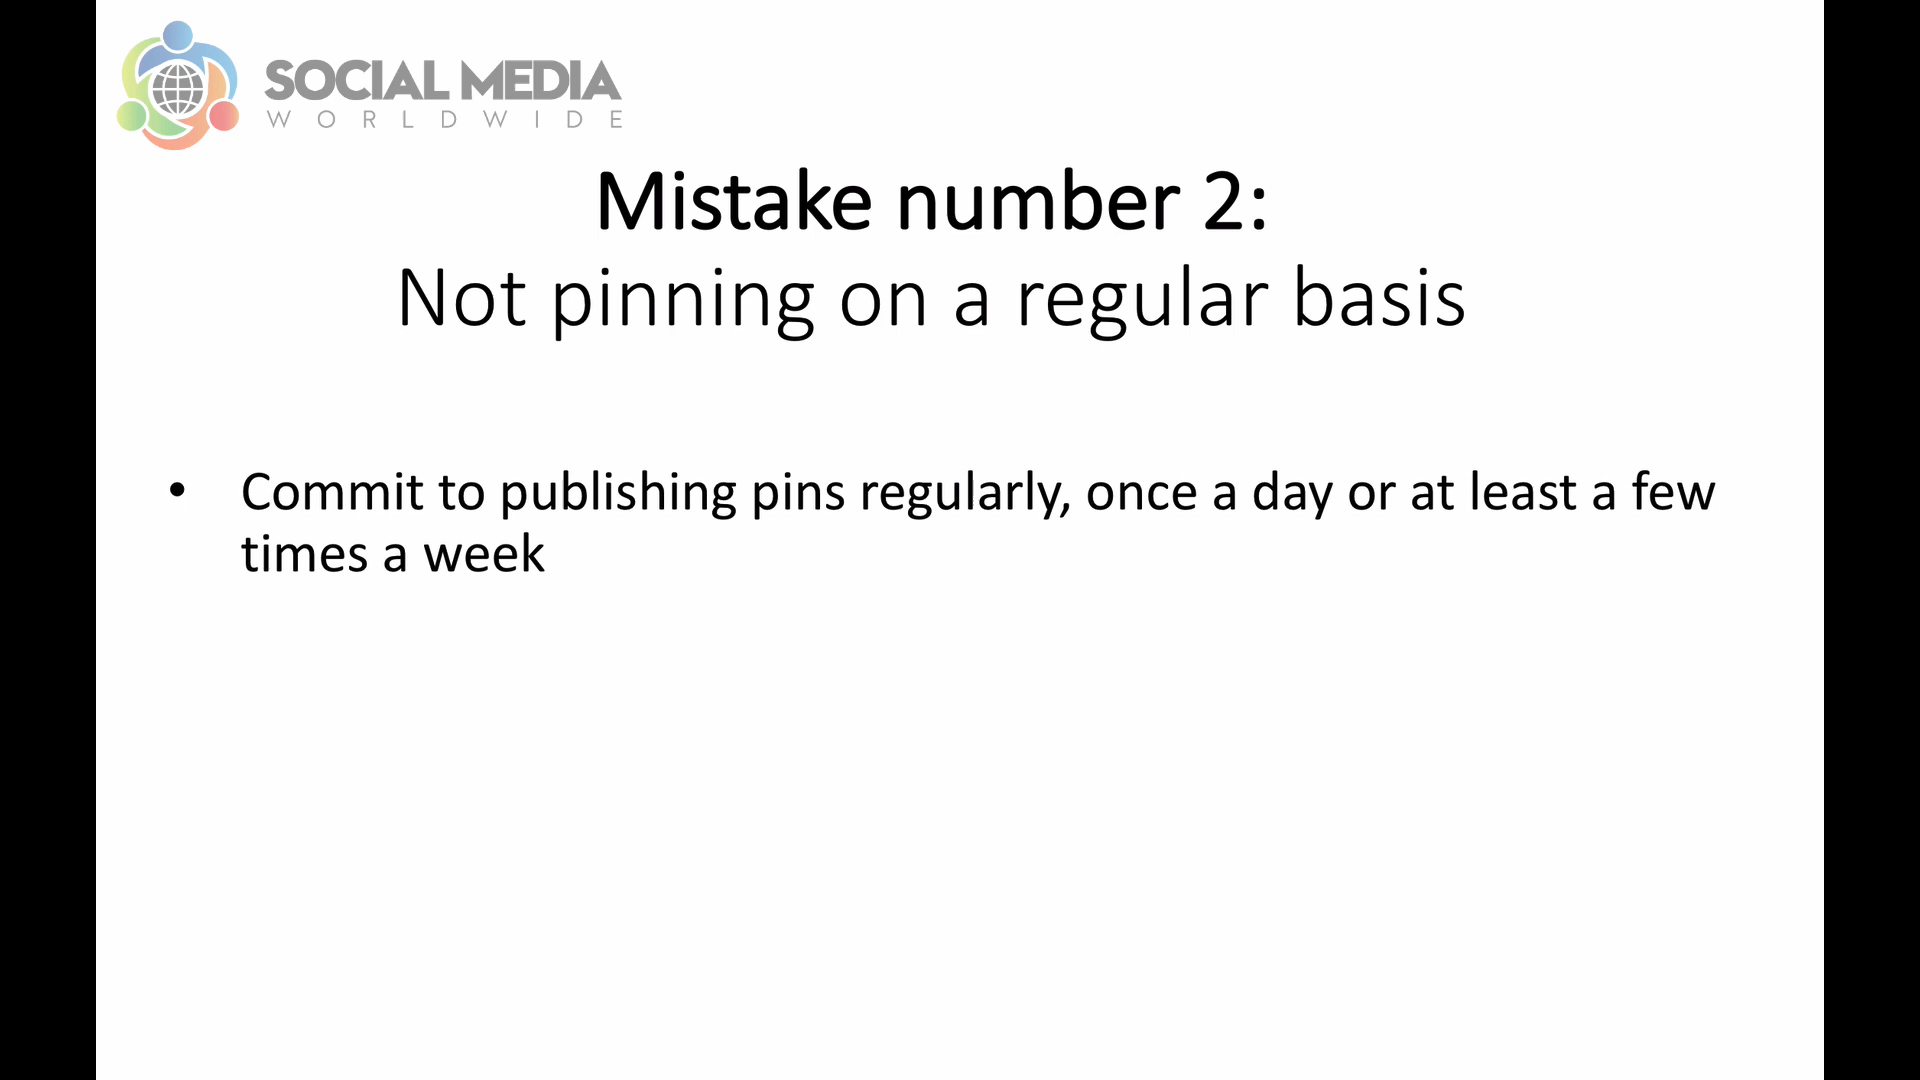 SOCIAL MEDIA
WORLDWIDE
Mistake number 2:
Not pinning on a regular basis
• Commit to publishing pins regularly, once a day or at least a few
times a week